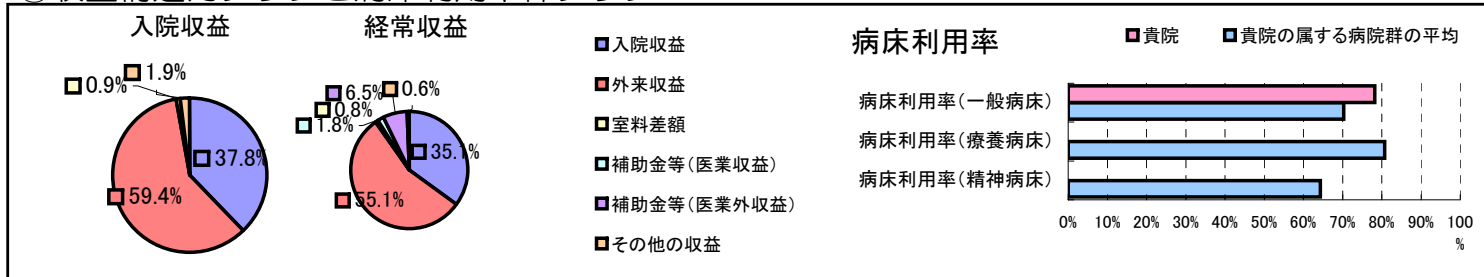 入院収益
経常収益
0.9%
1.9%
37.8%
59.4%
6.5%
0.6%
0.8%
1.8%
35.1%
55.1%
入院収益
外来収益
室料差額
補助金等(医業収益)
補助金等(医業外収益)
その他の収益
病床利用率
貴院
貴院の属する病院群の平均
病床利用率(一般病床)
病床利用率(療養病床)
病床利用率(精神病床)
0% 10% 20% 30% 40% 50% 60% 70% 80% 90% 100
%